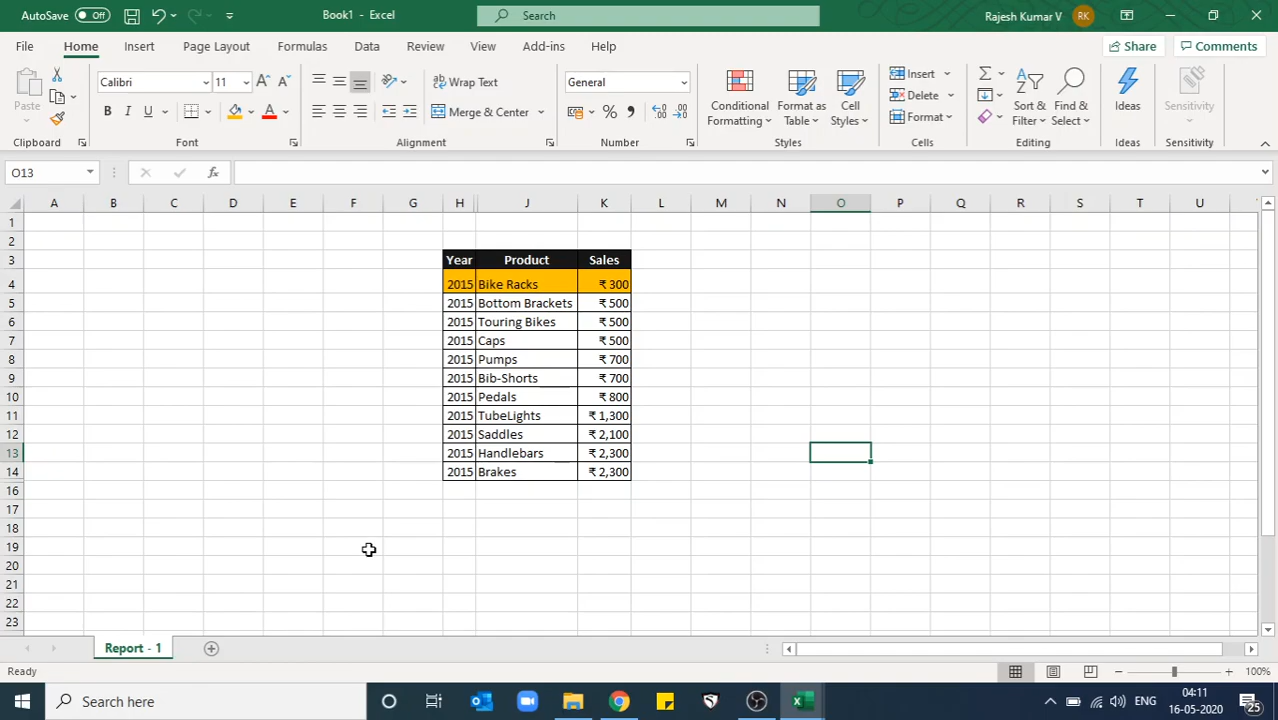 AutoSave Off Book1 - Excel Search Rajesh Kumar V RK
File Home Insert Page Layout Formulas Data Review View Add-ins Help Share Comments
Calibri 11 Wrap Text General Insert
Paste Merge & Center Conditional Formatting Format as Table Cell Styles Delete Sort & Filter Find & Select Ideas Sensitivity
Format
Clipboard Font Alignment Number Styles Cells Editing Ideas Sensitivity
O13 fx
A B C D E F G H J K L M N O P Q R S T U
1
2
3 Year Product Sales
4 2015 Bike Racks ₹ 300
5 2015 Bottom Brackets ₹ 500
6 2015 Touring Bikes ₹ 500
7 2015 Caps ₹ 500
8 2015 Pumps ₹ 700
9 2015 Bib-Shorts ₹ 700
10 2015 Pedals ₹ 800
11 2015 TubeLights ₹ 1,300
12 2015 Saddles ₹ 2,100
13 2015 Handlebars ₹ 2,300
14 2015 Brakes ₹ 2,300
16
17
18
19
20
21
22
23
Report - 1
Ready 100%
Search here ENG 04:11
16-05-2020 25